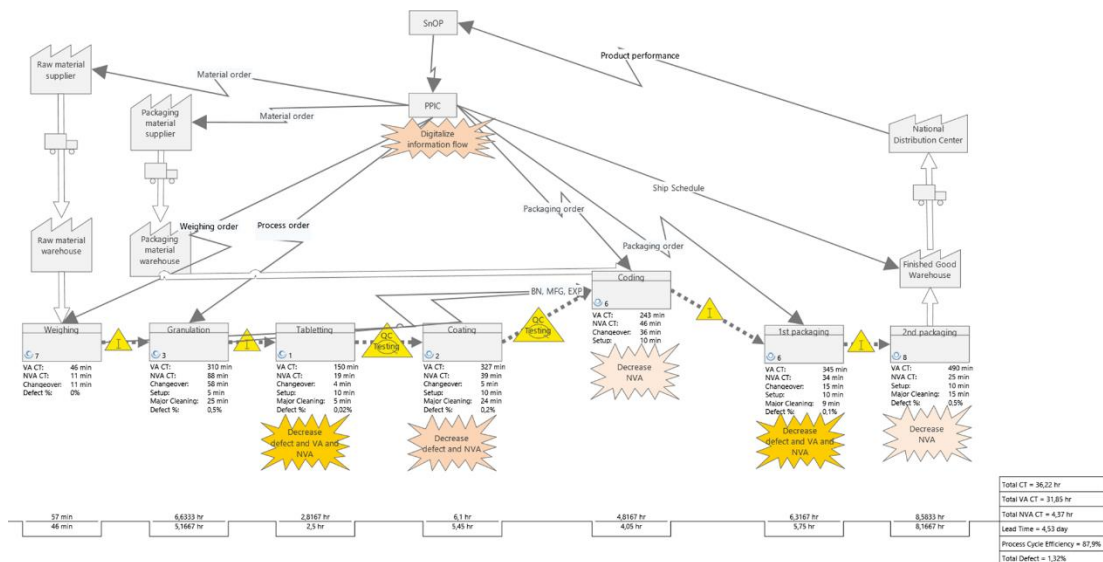 SnOP
Product performance
Raw material
supplier
Material order
Packaging
material
supplier
Material order
PPIC
Digitalize
information flow
National
Distribution Center
Ship Schedule
Raw material
warehouse
Weighing order
Packaging
material
warehouse
Process order
Packaging order
Packaging order
Finished Good
Warehouse
BN, MFG, EXP
Coding
6
VA CT: 243 min
NVA CT: 46 min
Changeover: 36 min
Setup: 10 min
Decrease
NVA
Weighing
7
VA CT: 46 min
NVA CT: 11 min
Changeover: 11 min
Defect %: 0%
I
Granulation
3
VA CT: 310 min
NVA CT: 88 min
Changeover: 58 min
Setup: 5 min
Major Cleaning: 25 min
Defect %: 0,5%
I
Tabletting
1
VA CT: 150 min
NVA CT: 19 min
Changeover: 4 min
Setup: 10 min
Major Cleaning: 5 min
Defect %: 0,02%
Decrease
defect and VA and
NVA
QC
Testing
Coating
2
VA CT: 327 min
NVA CT: 39 min
Changeover: 5 min
Setup: 10 min
Major Cleaning: 24 min
Defect %: 0,2%
Decrease
defect and NVA
QC
Testing
I
1st packaging
6
VA CT: 345 min
NVA CT: 34 min
Changeover: 15 min
Setup: 10 min
Major Cleaning: 9 min
Defect %: 0,1%
Decrease
defect and VA and
NVA
I
2nd packaging
8
VA CT: 490 min
NVA CT: 25 min
Setup: 10 min
Major Cleaning: 15 min
Defect %: 0,5%
Decrease
NVA
57 min 6,6333 hr 2,8167 hr 6,1 hr 4,8167 hr 6,3167 hr 8,5833 hr
46 min 5,1667 hr 2,5 hr 5,45 hr 4,05 hr 5,75 hr 8,1667 hr
Total CT = 36,22 hr
Total VA CT = 31,85 hr
Total NVA CT = 4,37 hr
Lead Time = 4,53 day
Process Cycle Efficiency = 87,9%
Total Defect = 1,32%